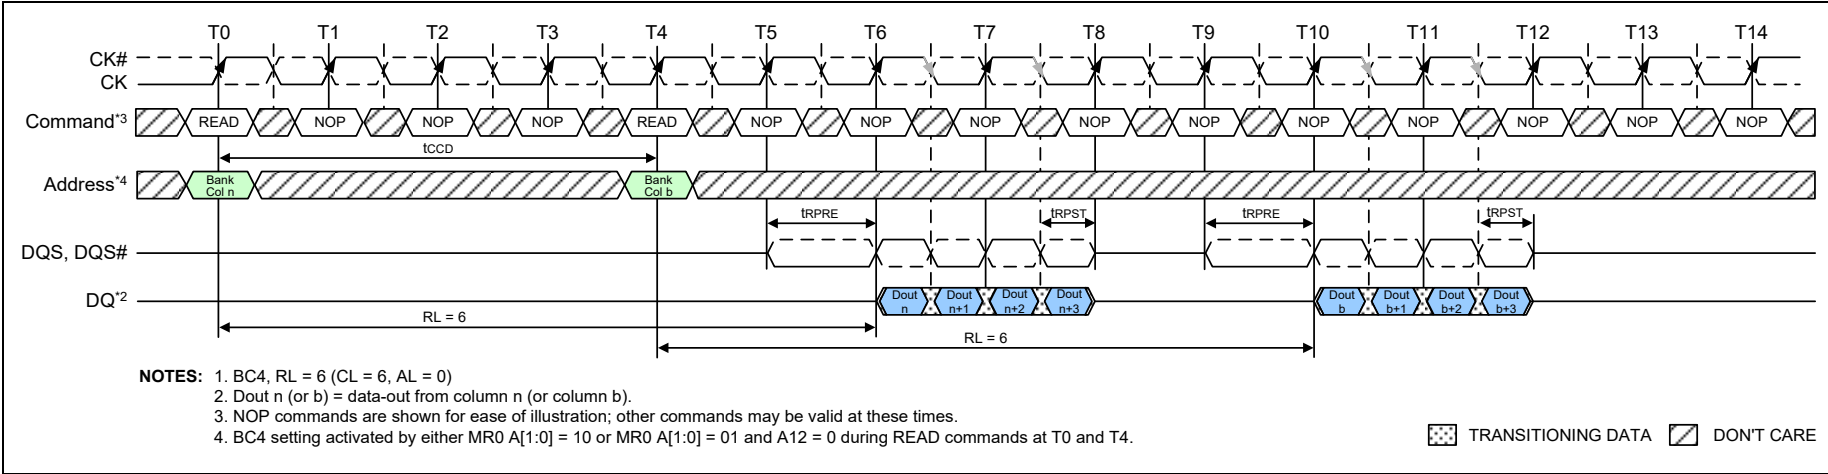 T0 T1 T2 T3 T4 T5 T6 T7 T8 T9 T10 T11 T12 T13 T14
CK#
CK
Command*3 READ NOP NOP NOP READ NOP NOP NOP NOP NOP NOP NOP NOP NOP NOP
tCCD
Address*4 Bank Col n Bank Col b
tRPRE tRPST tRPRE tRPST
DQS, DQS#
DQ*2 Dout n Dout n+1 Dout n+2 Dout n+3 Dout b Dout b+1 Dout b+2 Dout b+3
RL = 6
RL = 6
NOTES: 1. BC4, RL = 6 (CL = 6, AL = 0)
2. Dout n (or b) = data-out from column n (or column b).
3. NOP commands are shown for ease of illustration; other commands may be valid at these times.
4. BC4 setting activated by either MR0 A[1:0] = 10 or MR0 A[1:0] = 01 and A12 = 0 during READ commands at T0 and T4.
TRANSITIONING DATA DON'T CARE